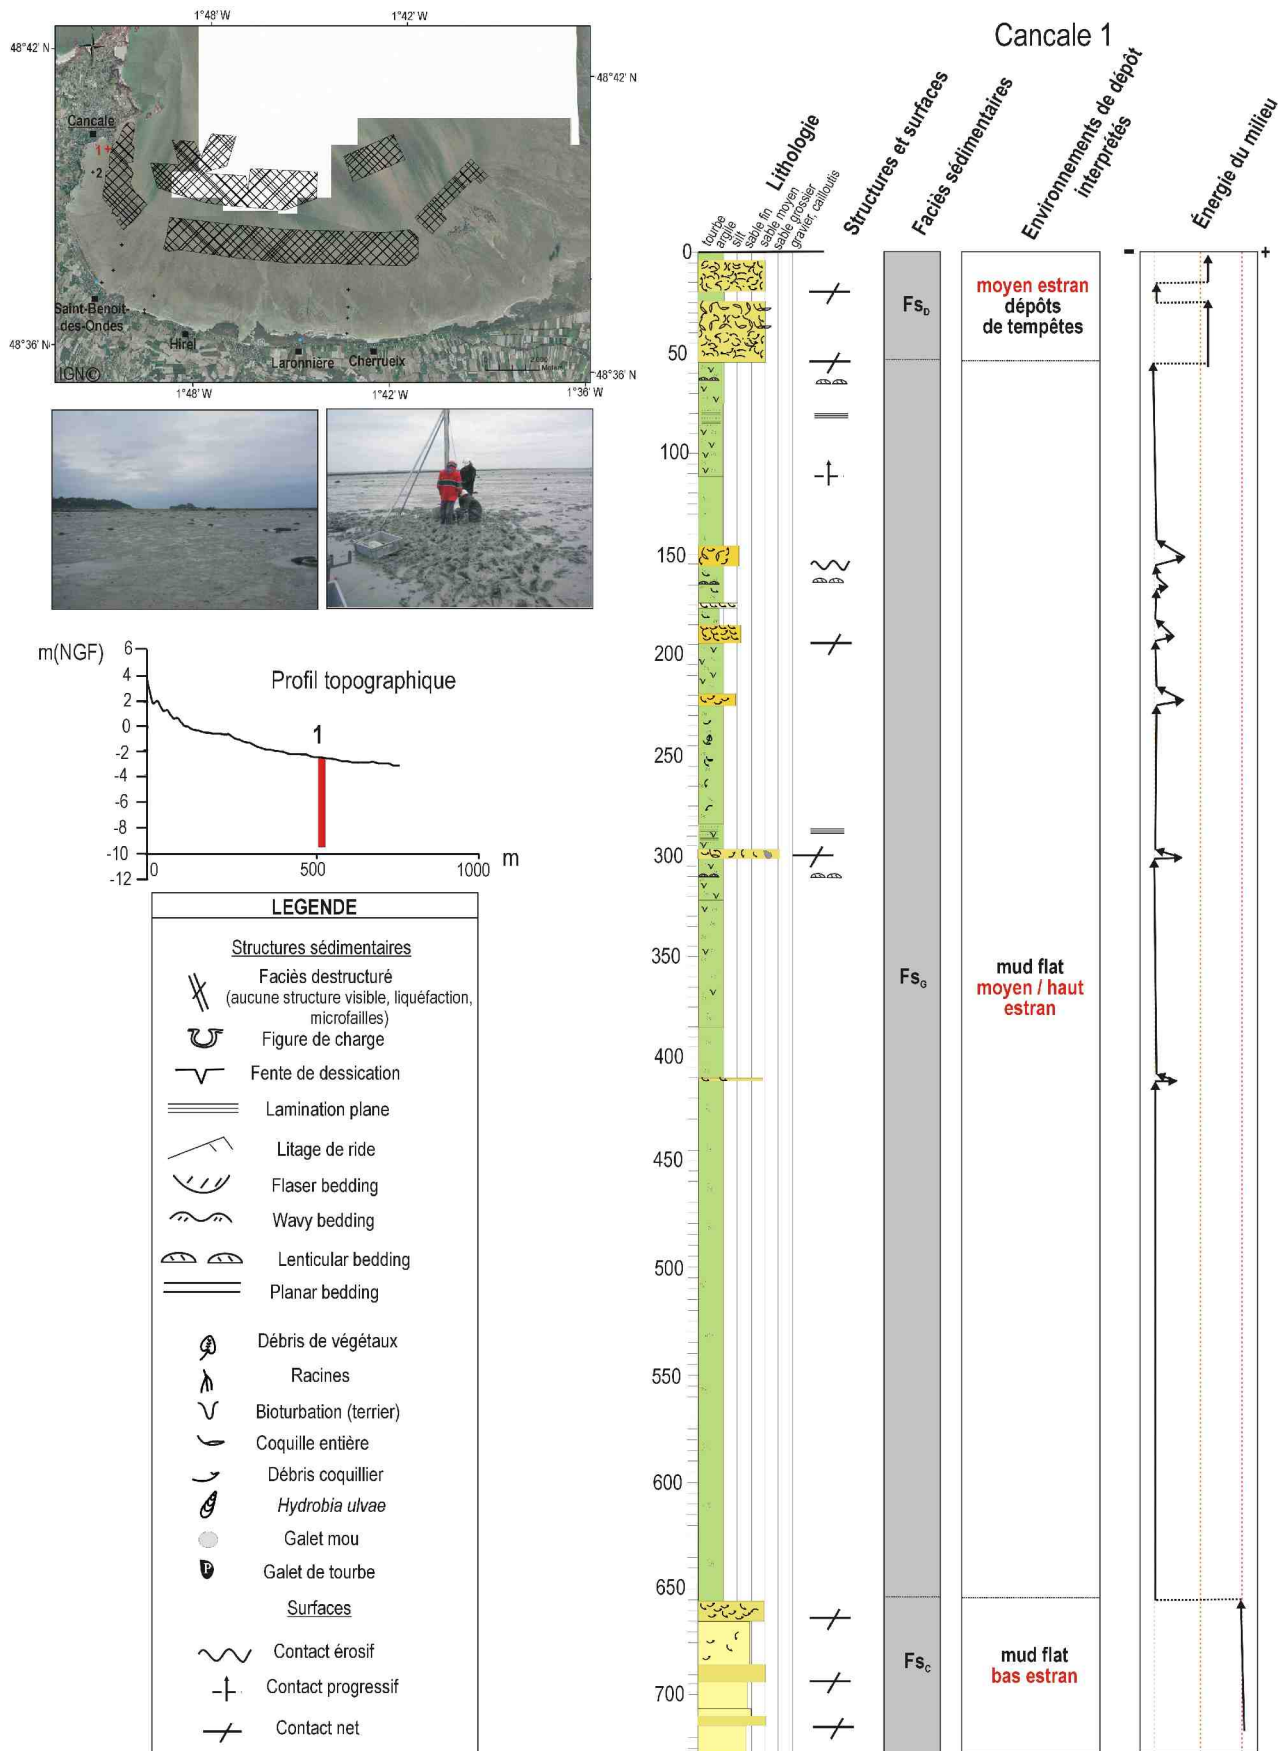 1°48' W
1°42' W
48°42' N
48°42' N
Cancale
1
2
Saint-Benoit-
des-Ondes
Hirel
Laronnière
Cherrueix
48°36' N
48°36' N
IGN©
1°48' W
1°42' W
1°36' W
m(NGF)
Profil topographique
1
6
4
2
0
-2
-4
-6
-8
-10
-12
0
500
1000
m
LEGENDE
Structures sédimentaires
Faciès destructuré
(aucune structure visible, liquéfaction,
microfailles)
Figure de charge
Fente de dessication
Lamination plane
Litage de ride
Flaser bedding
Wavy bedding
Lenticular bedding
Planar bedding
Débris de végétaux
Racines
Bioturbation (terrier)
Coquille entière
Débris coquillier
Hydrobia ulvae
Galet mou
P
Galet de tourbe
Surfaces
Contact érosif
Contact progressif
Contact net
Cancale 1
Lithologie
tourbe
argile
silt
sable fin
sable moyen
sable grossier
gravier, cailloutis
Structures et surfaces
Faciès sédimentaires
Environnements de dépôt
interprétés
Énergie du milieu
- +
0
50
100
150
200
250
300
350
400
450
500
550
600
650
700
FsD
moyen estran
dépôts
de tempêtes
FsG
mud flat
moyen / haut
estran
FsC
mud flat
bas estran